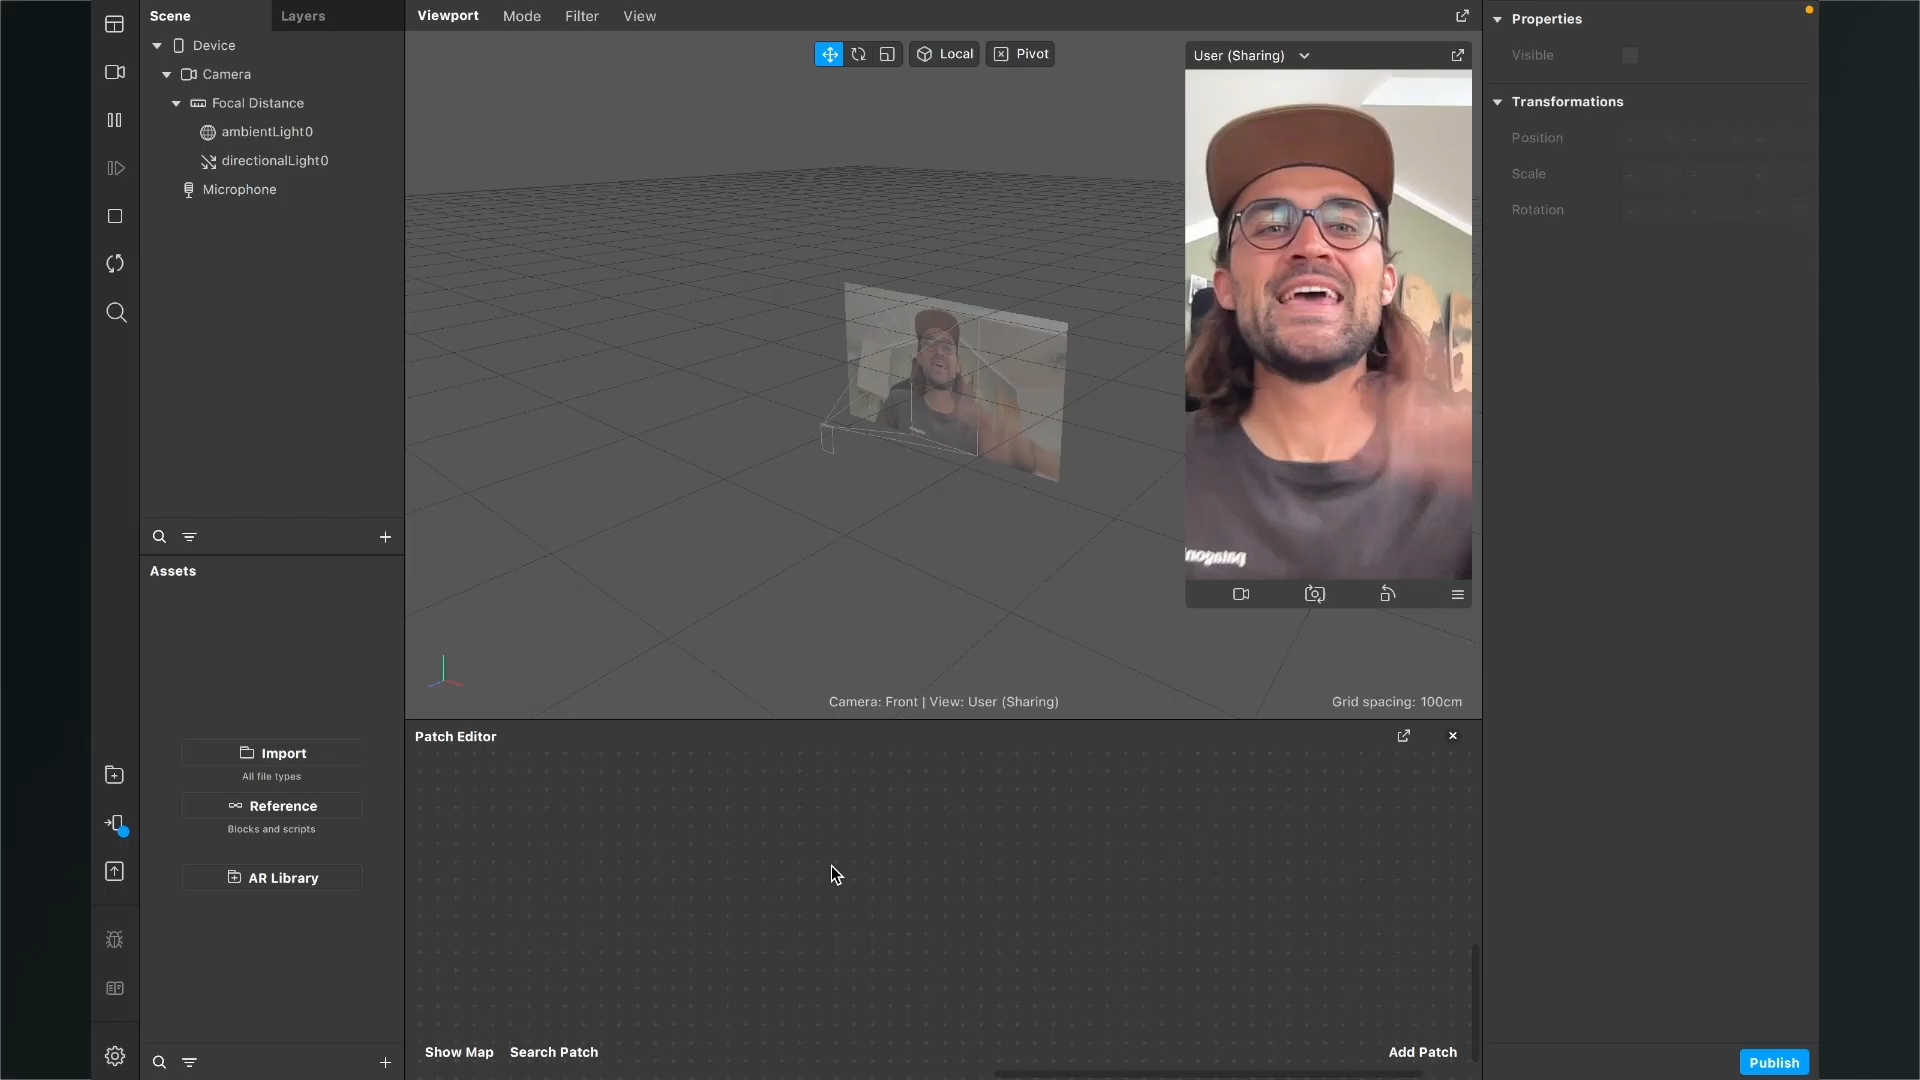 Scene
Layers
Device
Camera
Focal Distance
ambientLight0
directionalLight0
Microphone
Assets
Import
All file types
Reference
Blocks and scripts
AR Library
Viewport
Mode
Filter
View
Local
Pivot
User (Sharing)
Camera: Front | View: User (Sharing)
Grid spacing: 100cm
Patch Editor
Show Map
Search Patch
Add Patch
Properties
Visible
Transformations
Position
Scale
Rotation
Publish